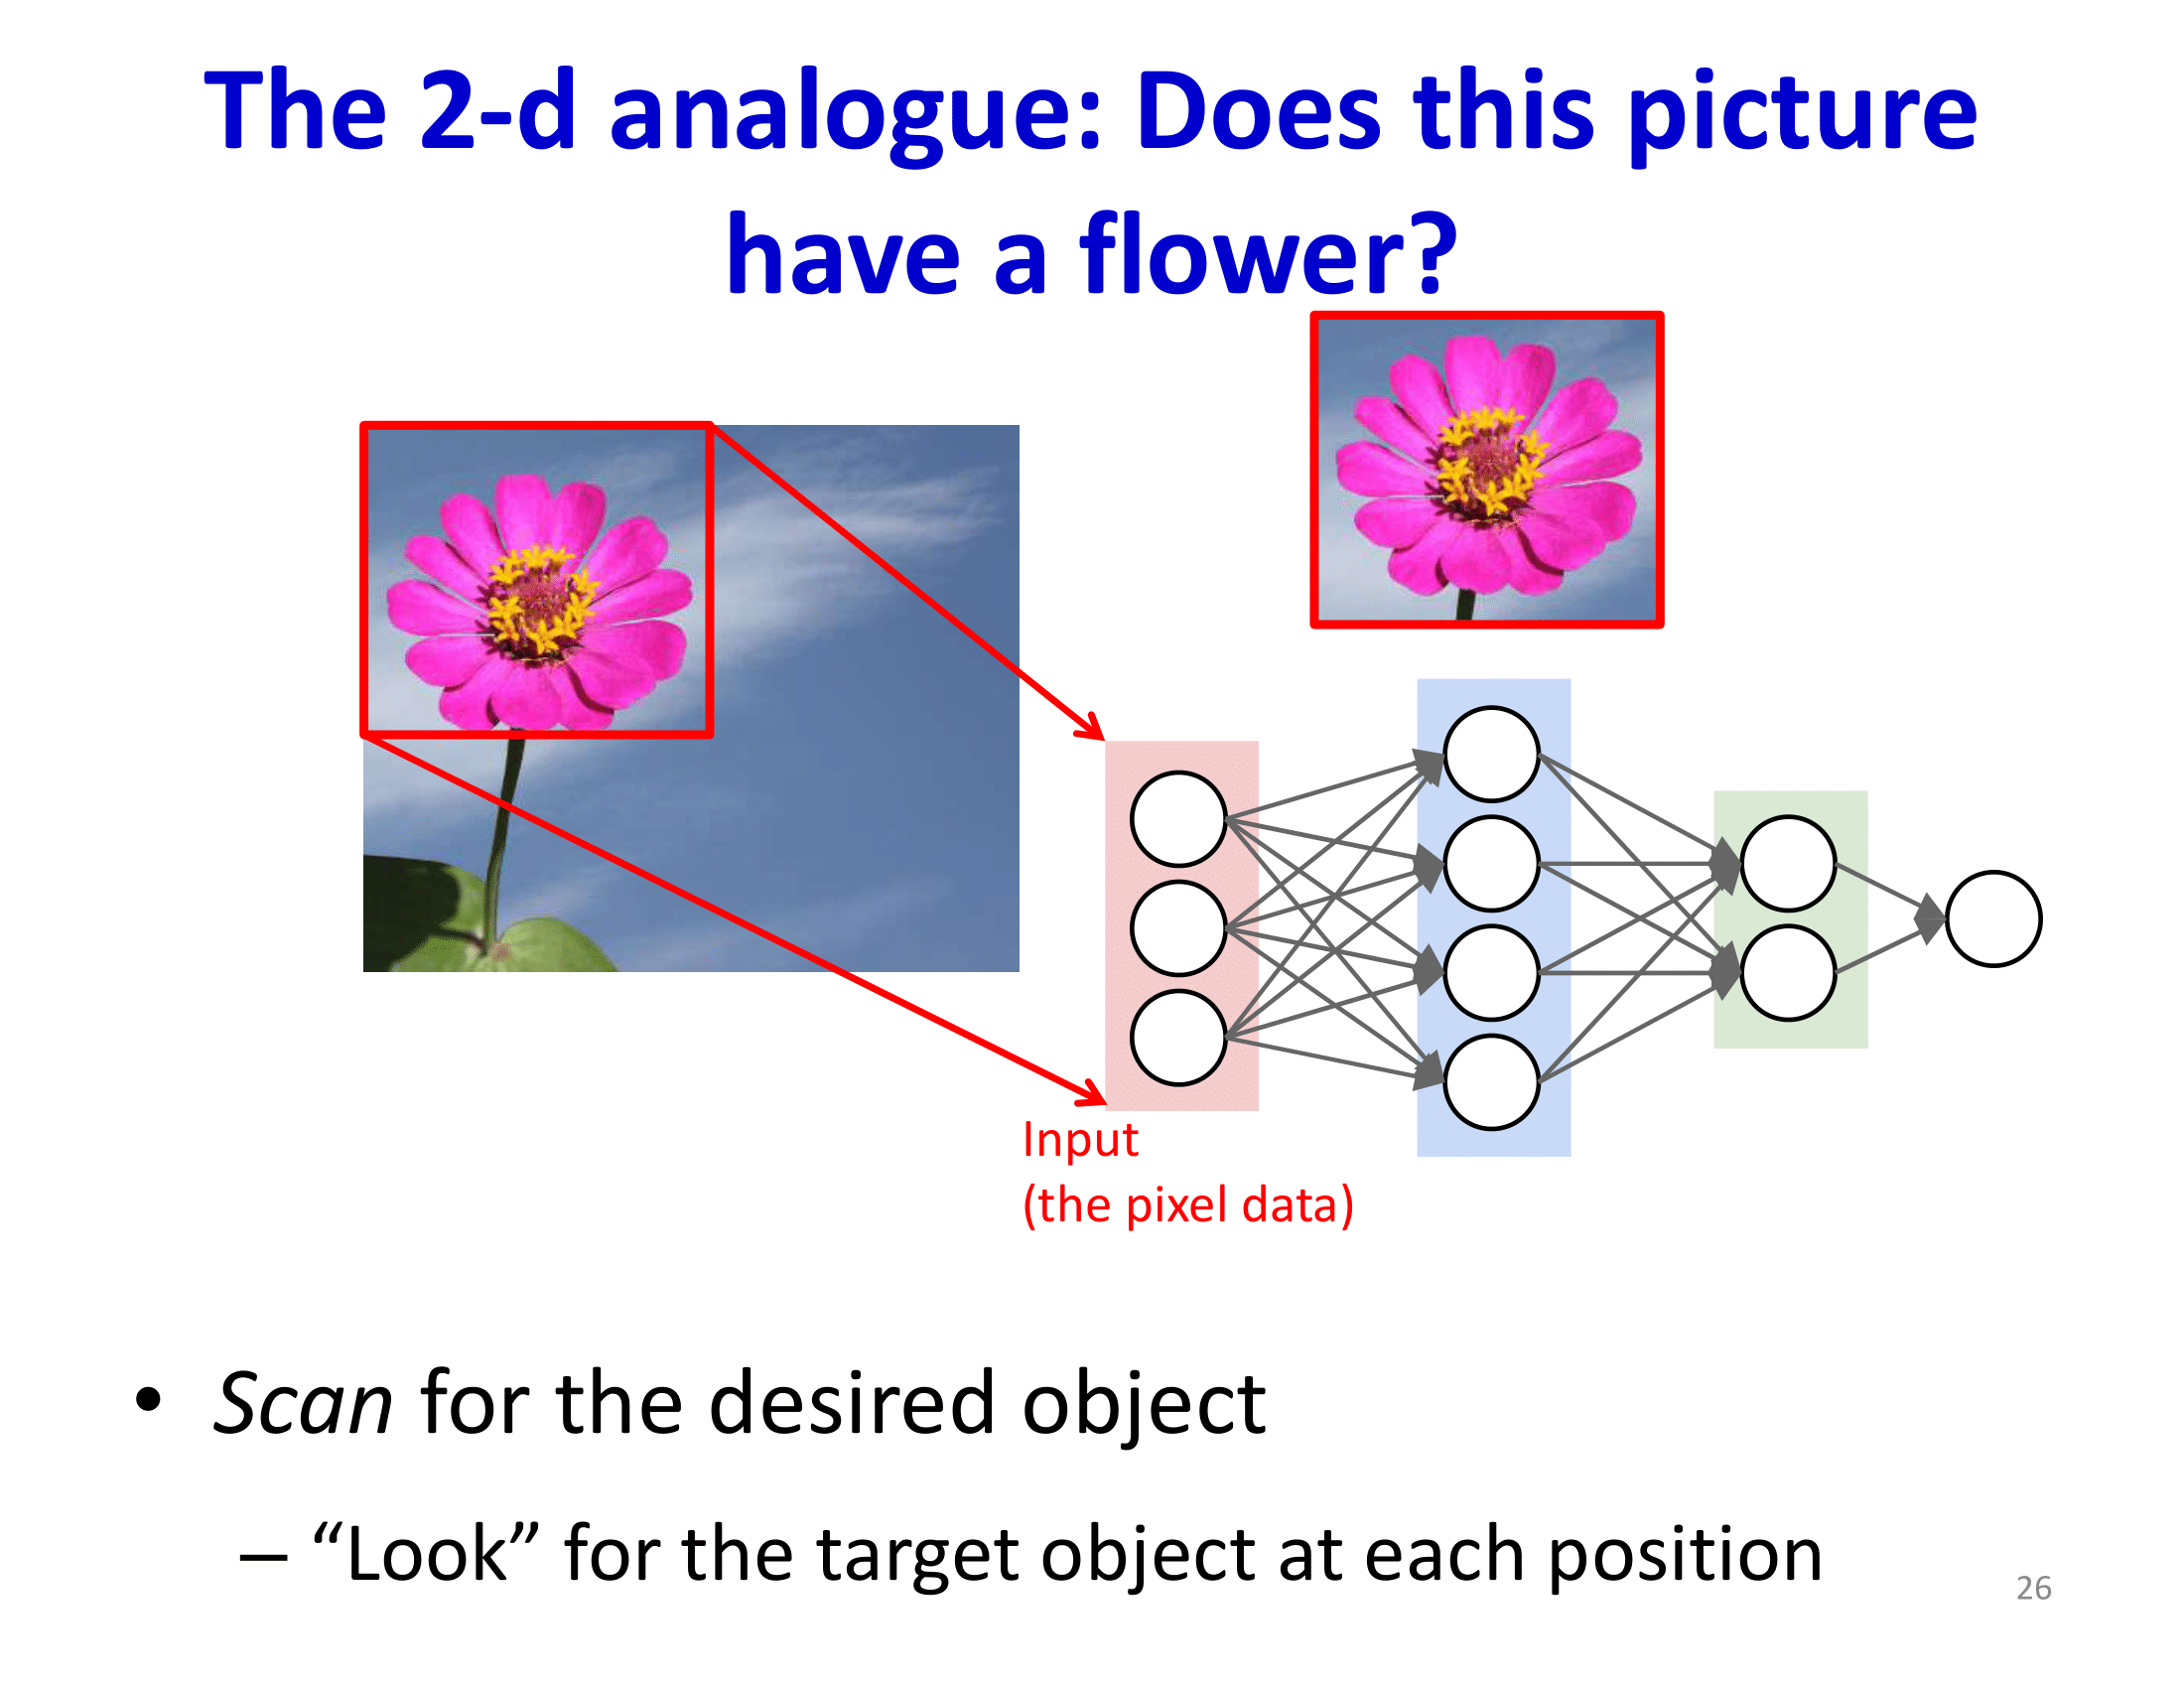 The 2-d analogue: Does this picture
have a flower?
Input
(the pixel data)
• Scan for the desired object
– “Look” for the target object at each position
26